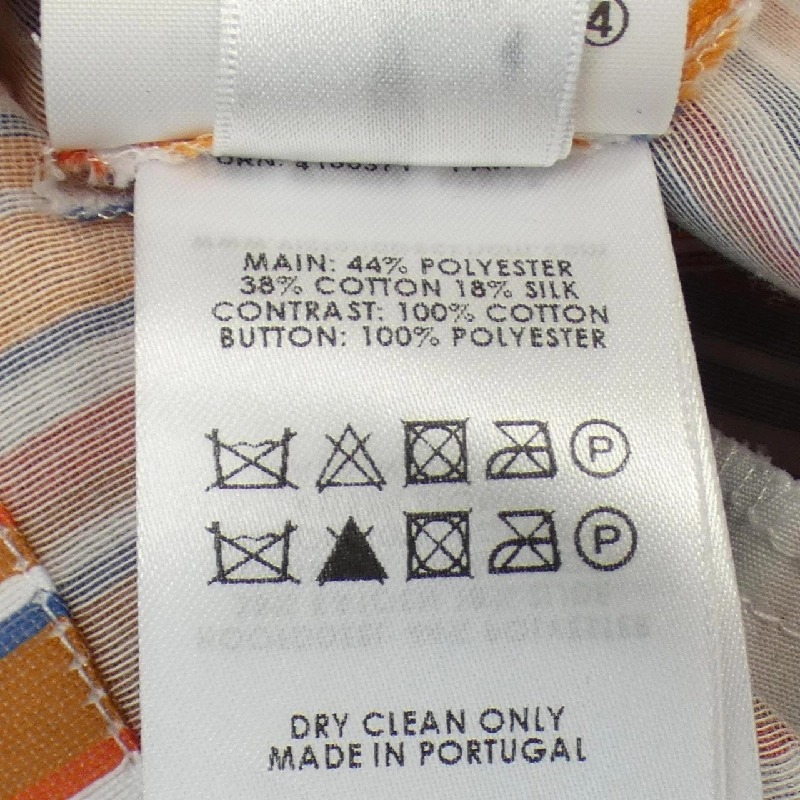 4
MAIN: 44% POLYESTER
38% COTTON 18% SILK
CONTRAST: 100% COTTON
BUTTON: 100% POLYESTER
P
P
DRY CLEAN ONLY
MADE IN PORTUGAL